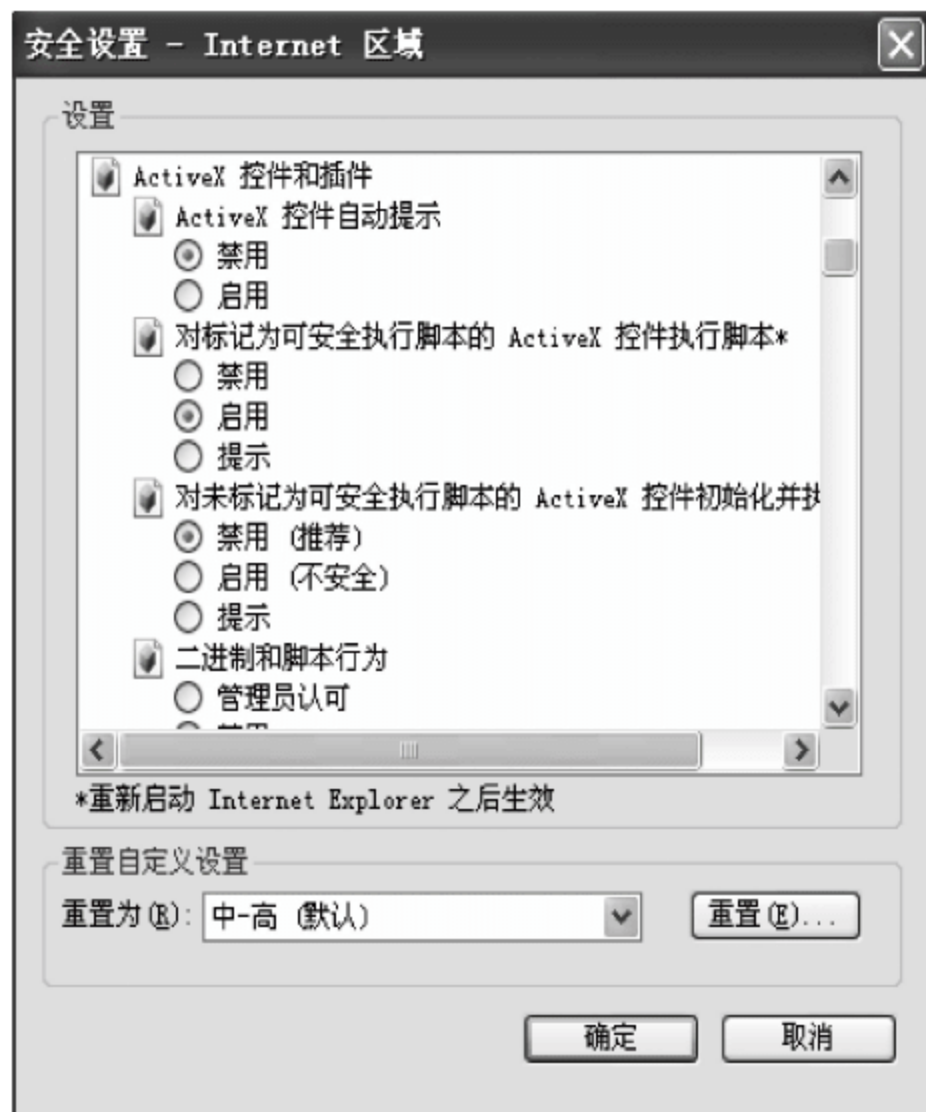 安全设置 - Internet 区域
设置
ActiveX 控件和插件
ActiveX 控件自动提示
禁用
启用
对标记为可安全执行脚本的 ActiveX 控件执行脚本*
禁用
启用
提示
对未标记为可安全执行脚本的 ActiveX 控件初始化并执
禁用 (推荐)
启用 (不安全)
提示
二进制和脚本行为
管理员认可
*重新启动 Internet Explorer 之后生效
重置自定义设置
重置为(R): 中-高 (默认) 重置(E)...
确定 取消